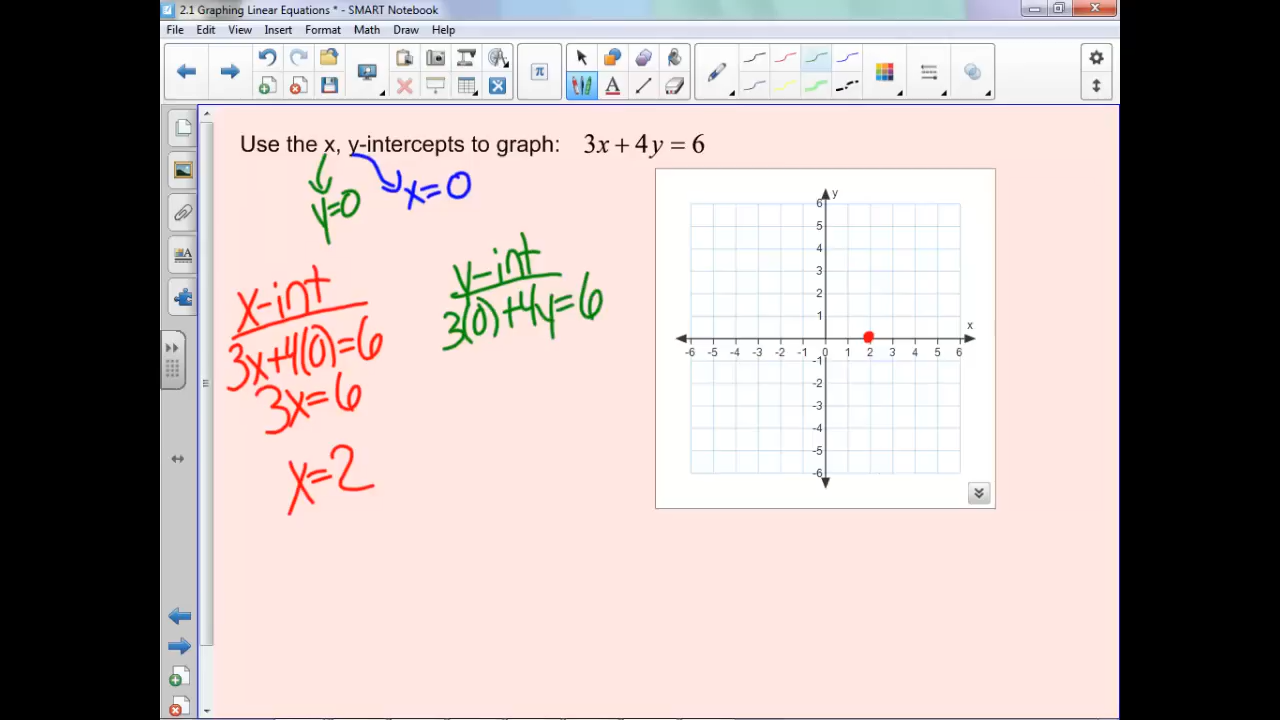 2.1 Graphing Linear Equations * - SMART Notebook
File Edit View Insert Format Math Draw Help
π
A
Use the x, y-intercepts to graph: 3x + 4y = 6
y=0
x=0
x-int
3x+4(0)=6
3x=6
x=2
y-int
3(0)+4y=6
y
6
5
4
3
2
1
x
-6 -5 -4 -3 -2 -1 0 1 2 3 4 5 6
-1
-2
-3
-4
-5
-6